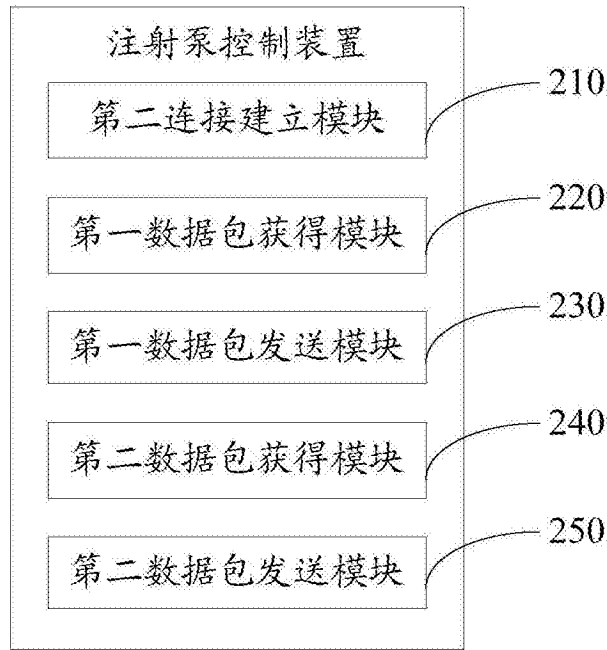 注射泵控制装置
第二连接建立模块
210
第一数据包获得模块
220
第一数据包发送模块
230
第二数据包获得模块
240
第二数据包发送模块
250